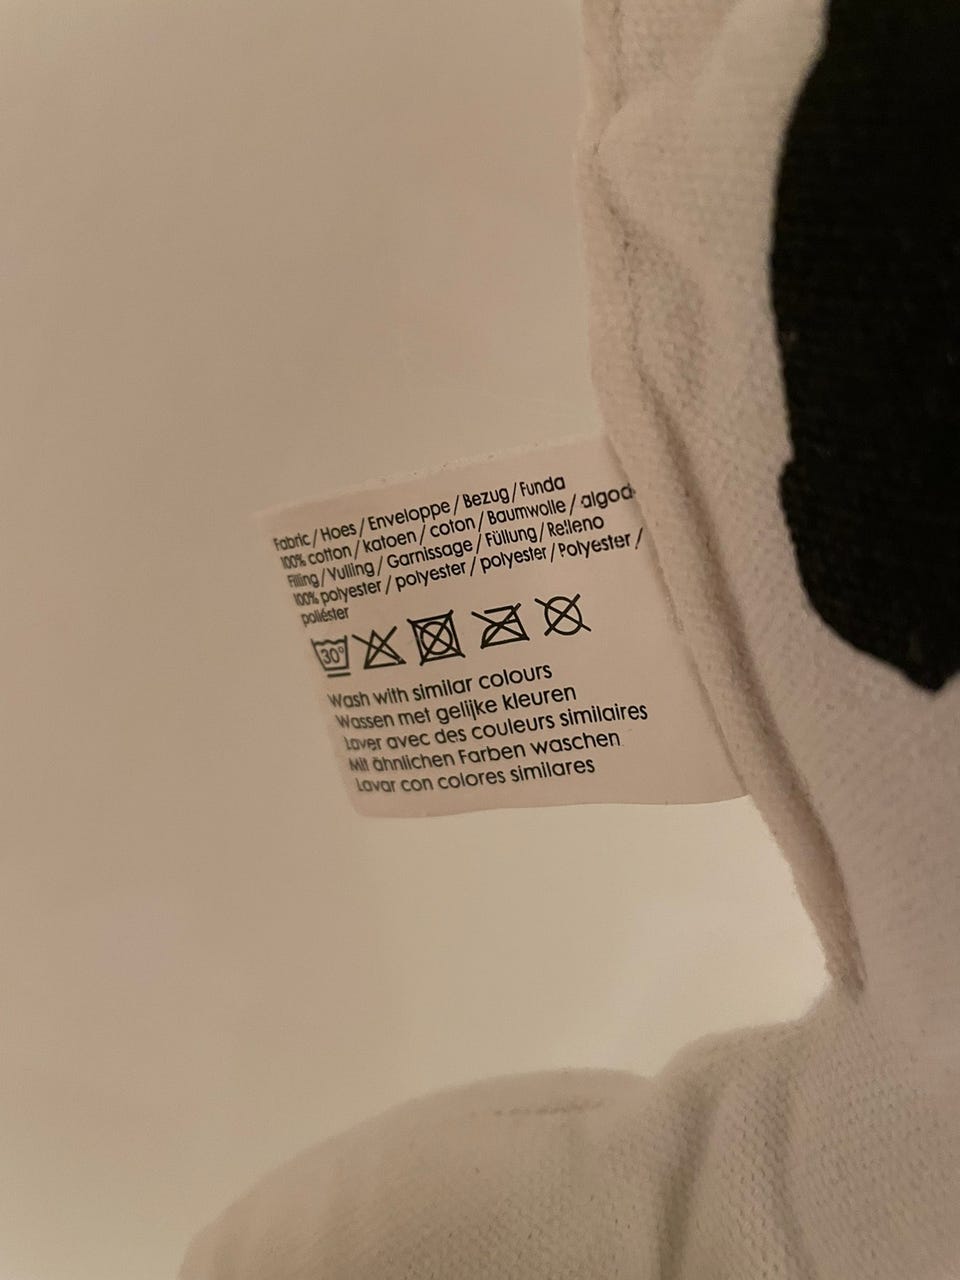 Fabric / Hoes / Enveloppe / Bezug / Funda
100% cotton / katoen / coton / Baumwolle / algod
Filling / Vulling / Garnissage / Füllung / Relleno
100% polyester / polyester / polyester / Polyester /
poliéster
30°
Wash with similar colours
Wassen met gelijke kleuren
Laver avec des couleurs similaires
Mit ähnlichen Farben waschen
Lavar con colores similares